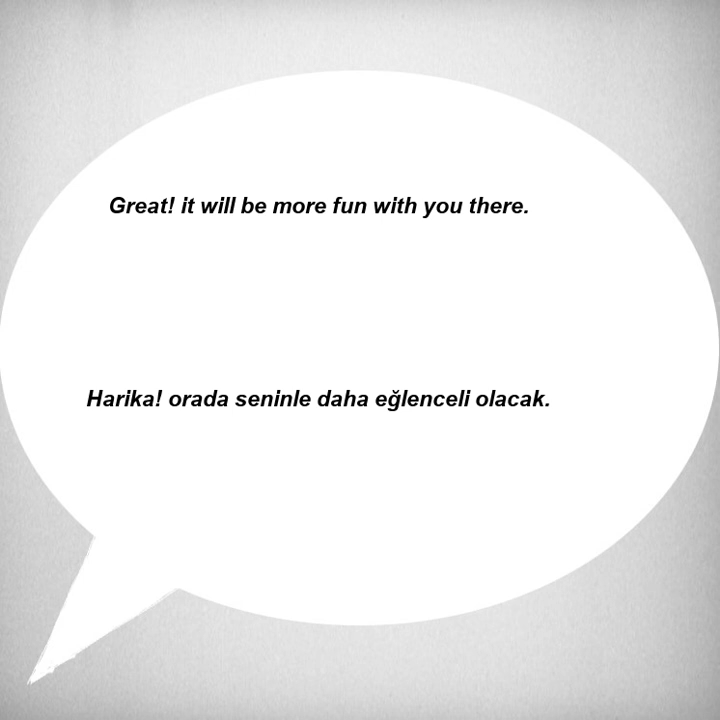 Great! it will be more fun with you there.
Harika! orada seninle daha eğlenceli olacak.